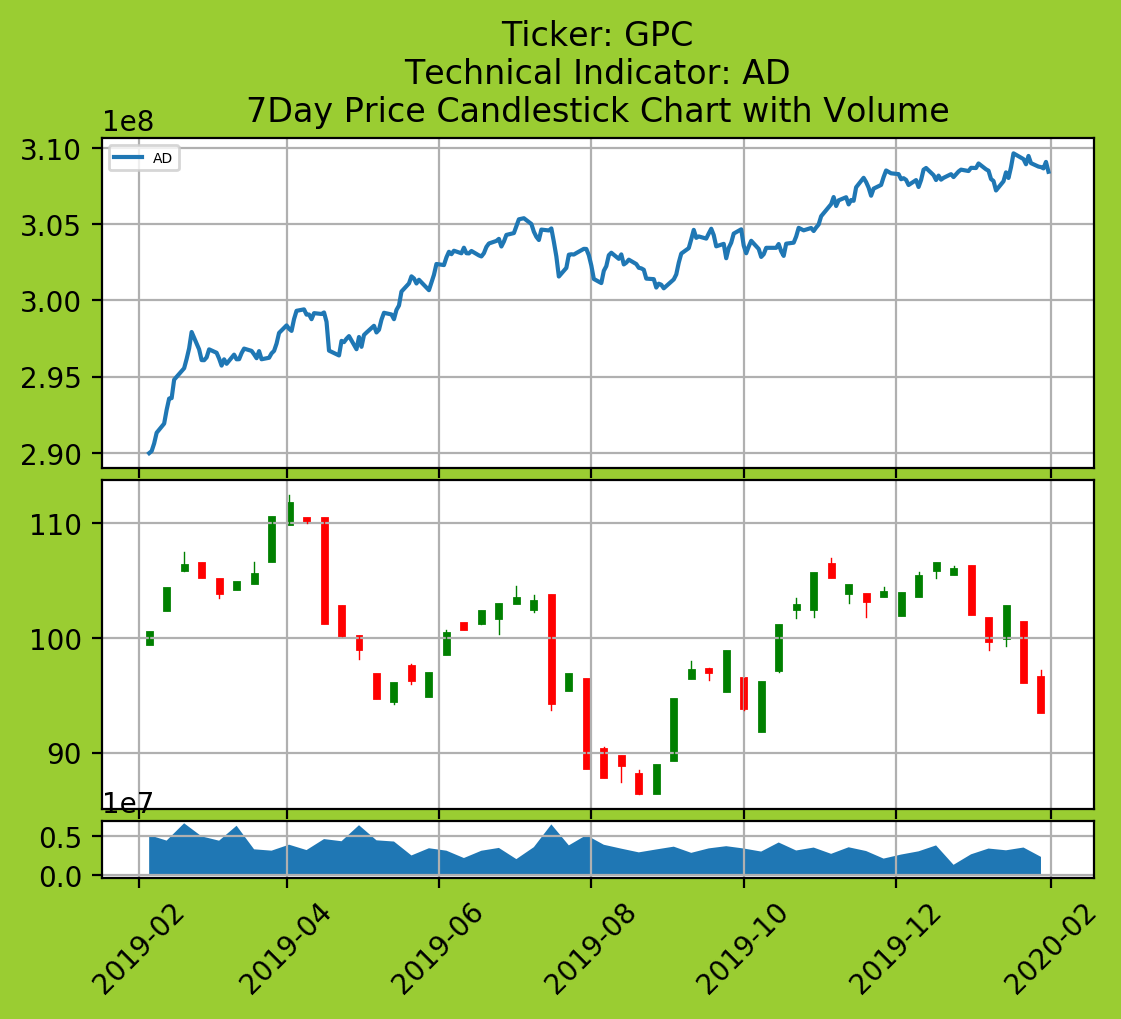 Ticker: GPC
Technical Indicator: AD
7Day Price Candlestick Chart with Volume
1e8
AD
3.10
3.05
3.00
2.95
2.90
110
100
90
1e7
0.5
0.0
2019-02
2019-04
2019-06
2019-08
2019-10
2019-12
2020-02